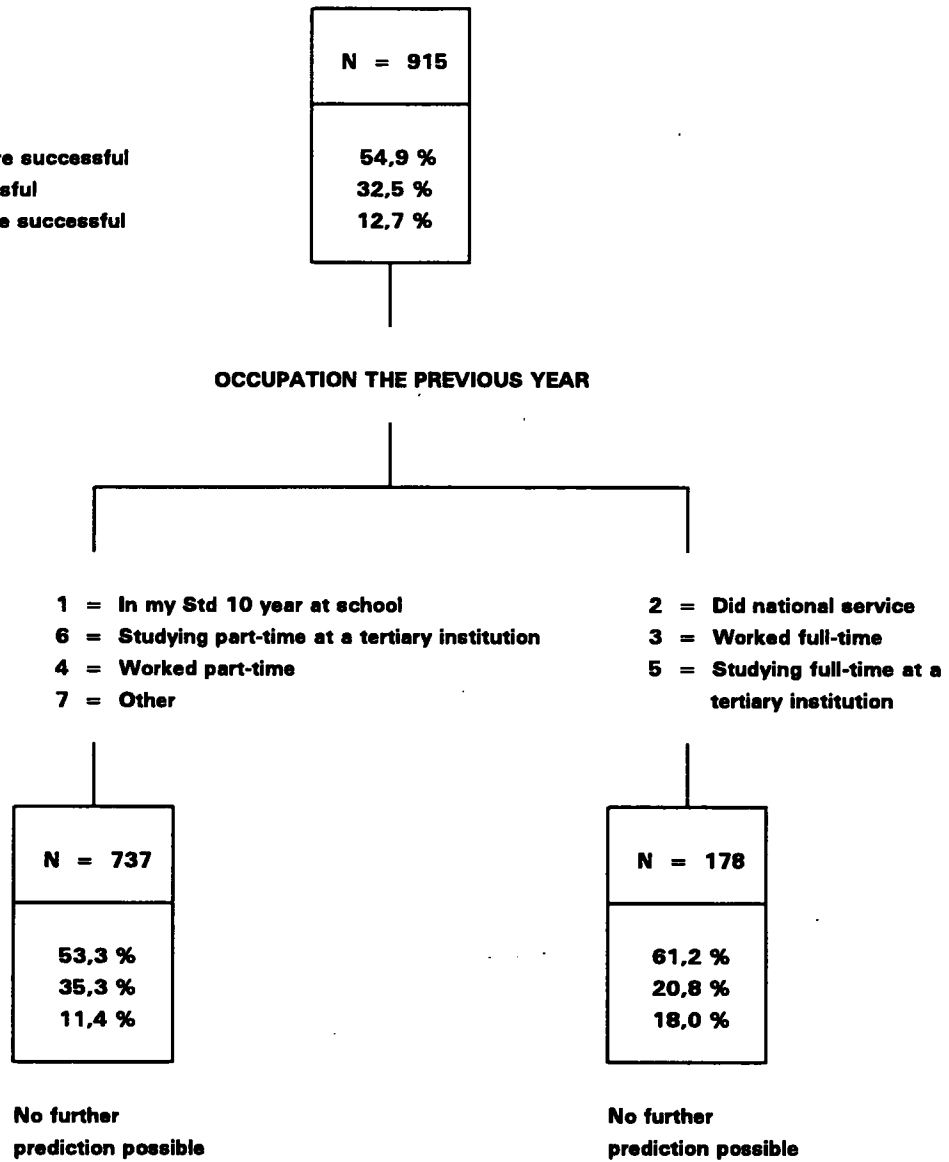 N = 915
successful 54,9 %
32,5 %
successful 12,7 %
OCCUPATION THE PREVIOUS YEAR
1 = In my Std 10 year at school
6 = Studying part-time at a tertiary institution
4 = Worked part-time
7 = Other
2 = Did national service
3 = Worked full-time
5 = Studying full-time at a
tertiary institution
N = 737
53,3 %
35,3 %
11,4 %
No further
prediction possible
N = 178
61,2 %
20,8 %
18,0 %
No further
prediction possible